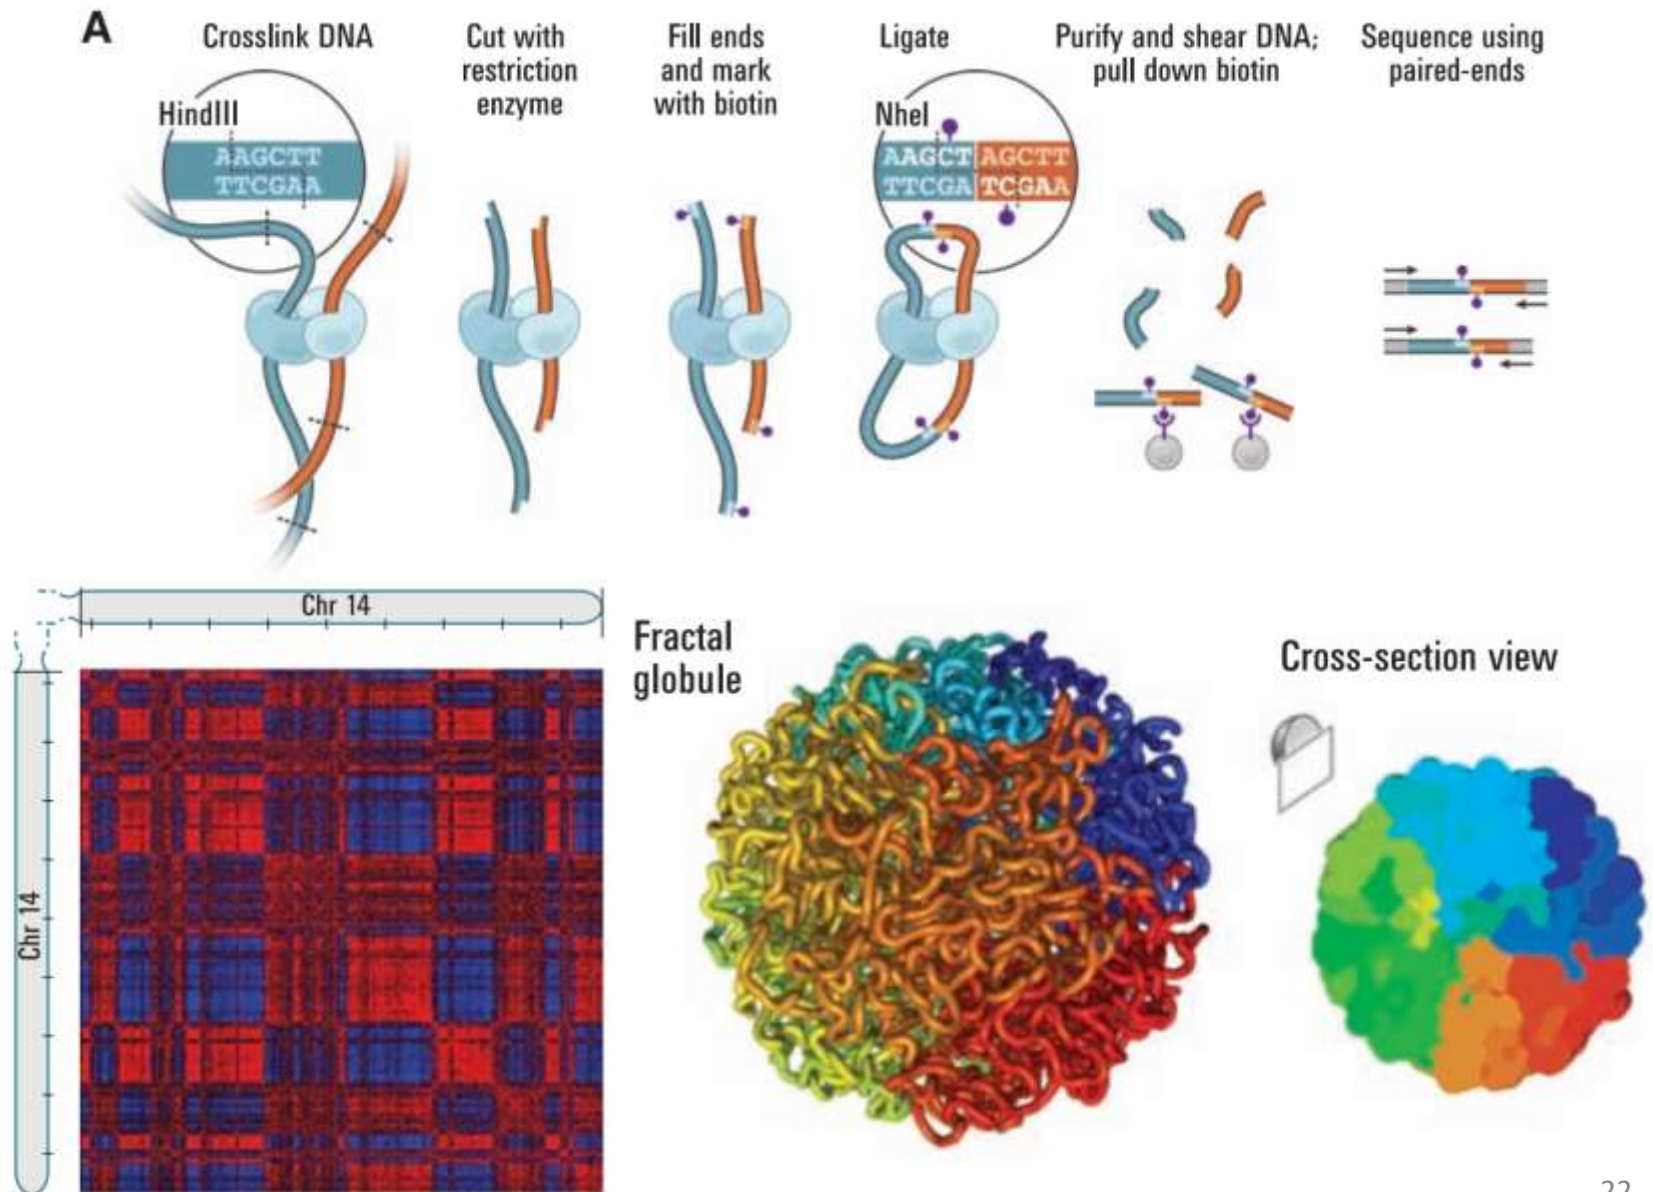 A
Crosslink DNA
Cut with
restriction
enzyme
Fill ends
and mark
with biotin
Ligate
Purify and shear DNA;
pull down biotin
Sequence using
paired-ends
HindIII
AAGCTT
TTCGAA
NheI
AAGCT AGCTT
TTCGA TCGAA
Chr 14
Chr 14
Fractal
globule
Cross-section view
22